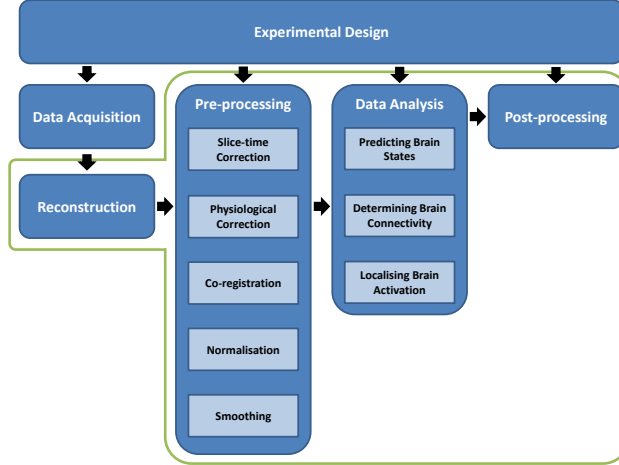 Experimental Design
Data Acquisition
Reconstruction
Pre-processing
Slice-time
Correction
Physiological
Correction
Co-registration
Normalisation
Smoothing
Data Analysis
Predicting Brain
States
Determining Brain
Connectivity
Localising Brain
Activation
Post-processing